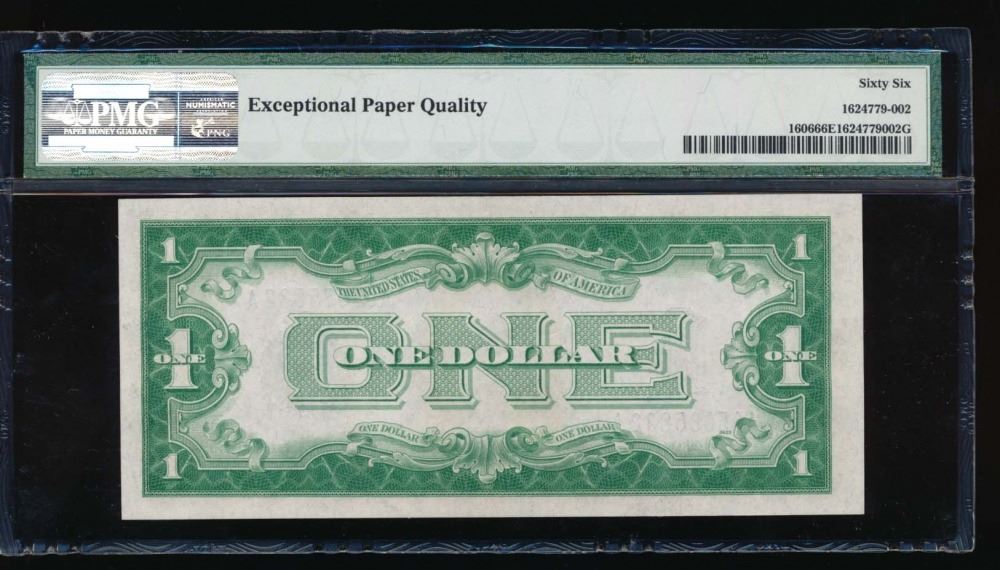 PMG
PAPER MONEY GUARANTY
NUMISMATIC
PNG
Exceptional Paper Quality
Sixty Six
1624779-002
160666E1624779002G
1
1
THE UNITED STATES
OF AMERICA
ONE
ONE DOLLAR
1
ONE
1
ONE
ONE DOLLAR
ONE DOLLAR
1
1